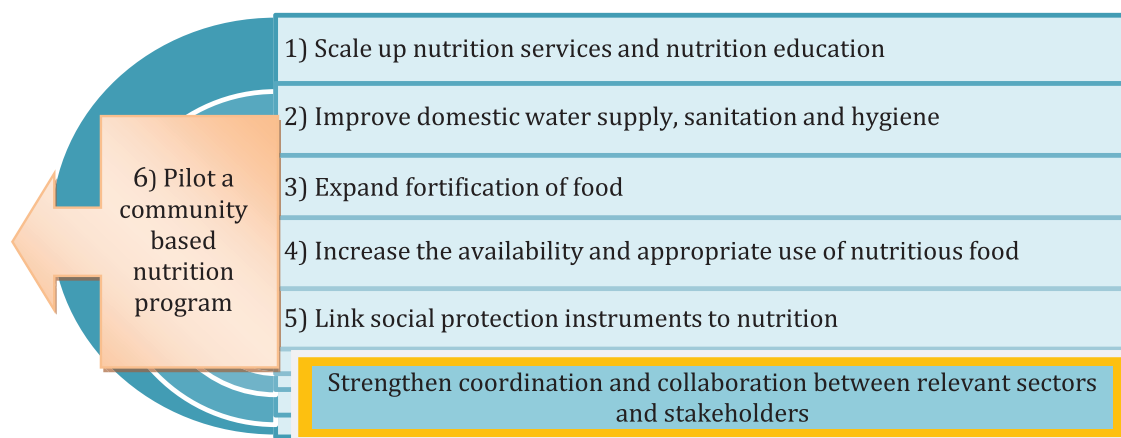 1) Scale up nutrition services and nutrition education
2) Improve domestic water supply, sanitation and hygiene
3) Expand fortification of food
4) Increase the availability and appropriate use of nutritious food
5) Link social protection instruments to nutrition
6) Pilot a
community
based
nutrition
program
Strengthen coordination and collaboration between relevant sectors
and stakeholders